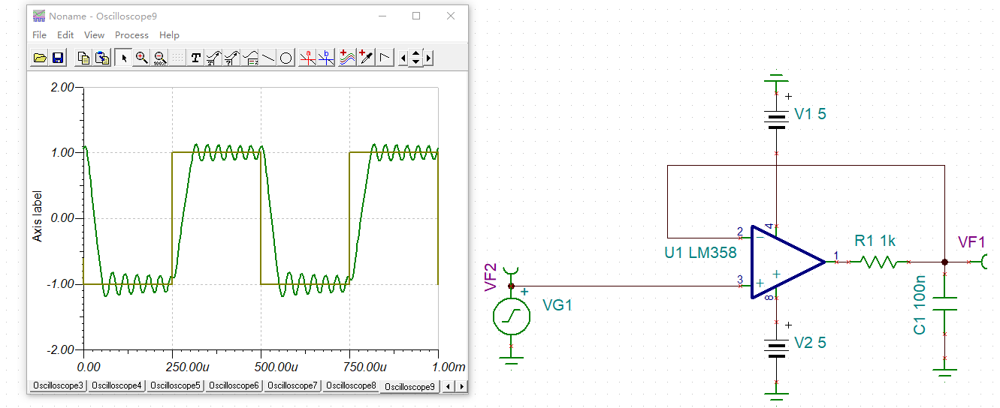 Noname - Oscilloscope9
File Edit View Process Help
T 100% a b
2.00
1.00
0.00
-1.00
-2.00
Axis label
0.00 250.00u 500.00u 750.00u 1.00m
Oscilloscope3 Oscilloscope4 Oscilloscope5 Oscilloscope6 Oscilloscope7 Oscilloscope8 Oscilloscope9
+
V1 5
4
2
−
U1 LM358
R1 1k
VF1
1
VF2
3
+
+
+
VG1
8
C1 100n
+
V2 5